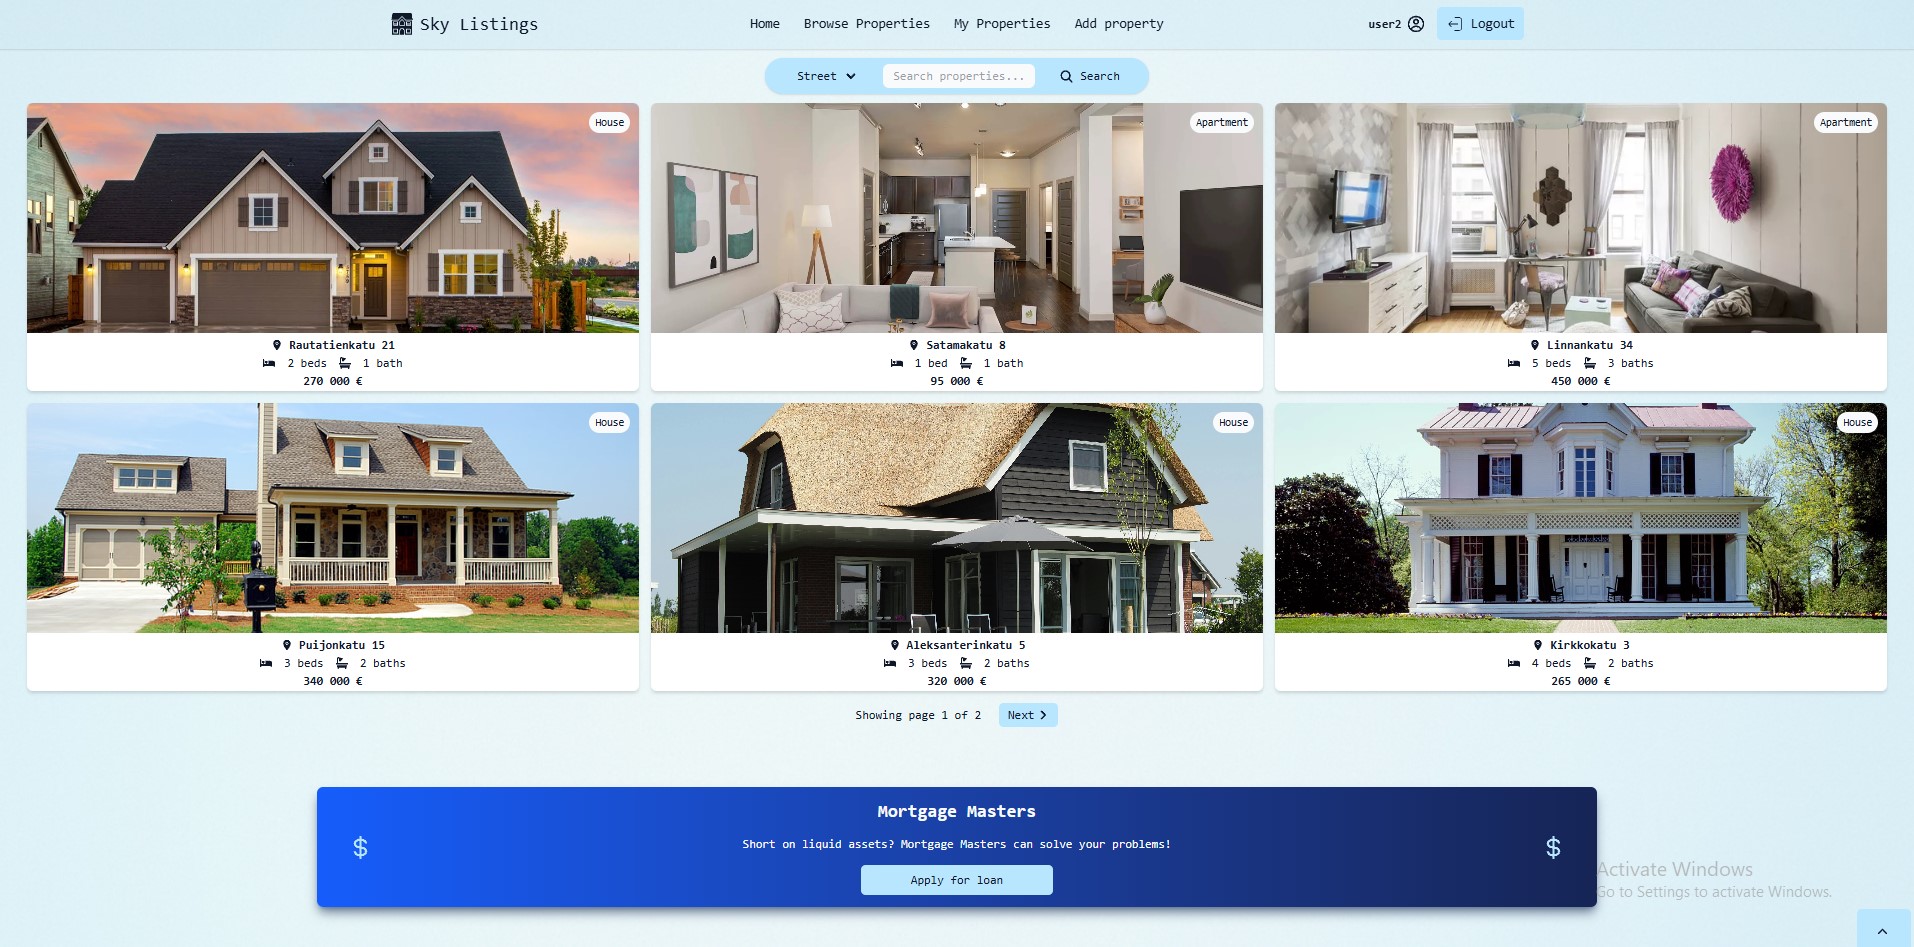 Sky Listings
Home
Browse Properties
My Properties
Add property
user2
Logout
Street
Search properties...
Search
House
Apartment
Apartment
Rautatienkatu 21
2 beds 1 bath
270 000 €
Satamakatu 8
1 bed 1 bath
95 000 €
Linnankatu 34
5 beds 3 baths
450 000 €
House
House
House
Puijonkatu 15
3 beds 2 baths
340 000 €
Aleksanterinkatu 5
3 beds 2 baths
320 000 €
Kirkkokatu 3
4 beds 2 baths
265 000 €
Showing page 1 of 2
Next
Mortgage Masters
$
$
Short on liquid assets? Mortgage Masters can solve your problems!
Apply for loan
Activate Windows
Go to Settings to activate Windows.